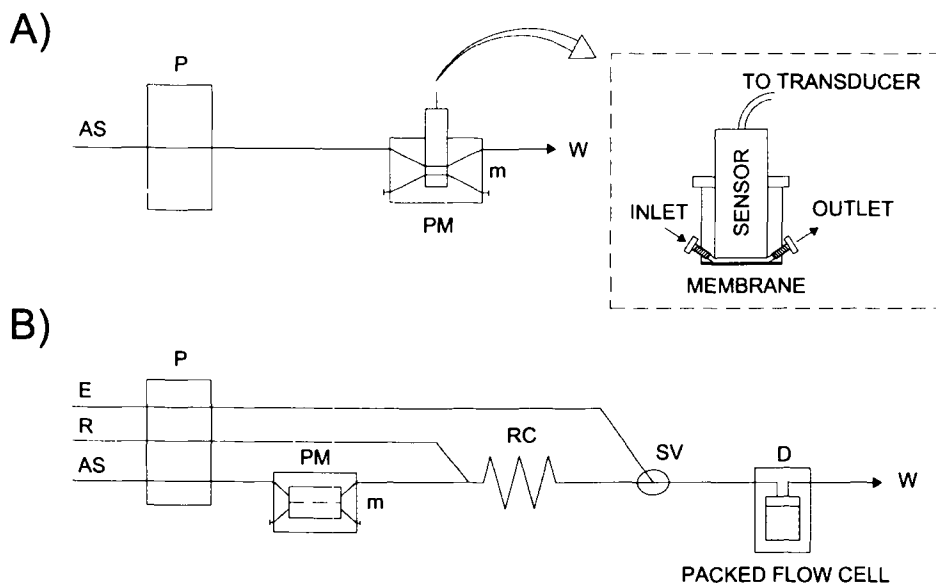 A)
P
AS
W
m
PM
TO TRANSDUCER
SENSOR
INLET
OUTLET
MEMBRANE
B)
P
E
R
AS
PM
m
RC
SV
D
W
PACKED FLOW CELL